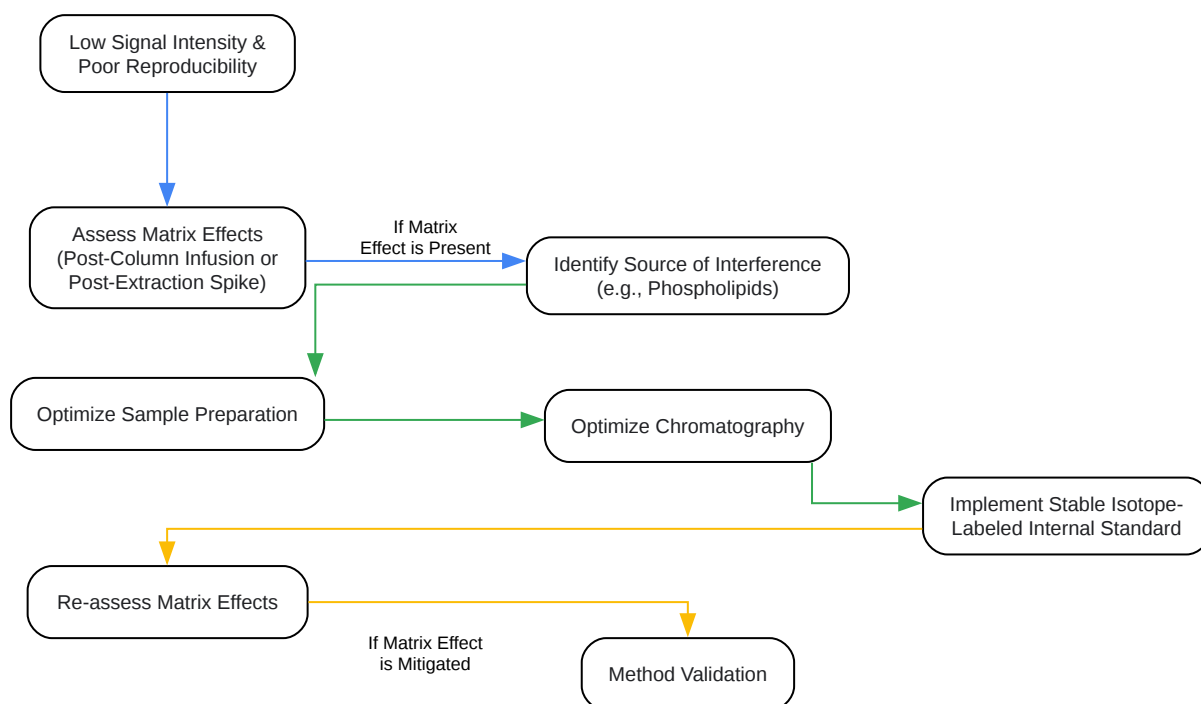 Low Signal Intensity &
Poor Reproducibility
Assess Matrix Effects
(Post-Column Infusion or
Post-Extraction Spike)
If Matrix
Effect is Present
Identify Source of Interference
(e.g., Phospholipids)
Optimize Sample Preparation
Optimize Chromatography
Implement Stable Isotope-
Labeled Internal Standard
Re-assess Matrix Effects
If Matrix Effect
is Mitigated
Method Validation